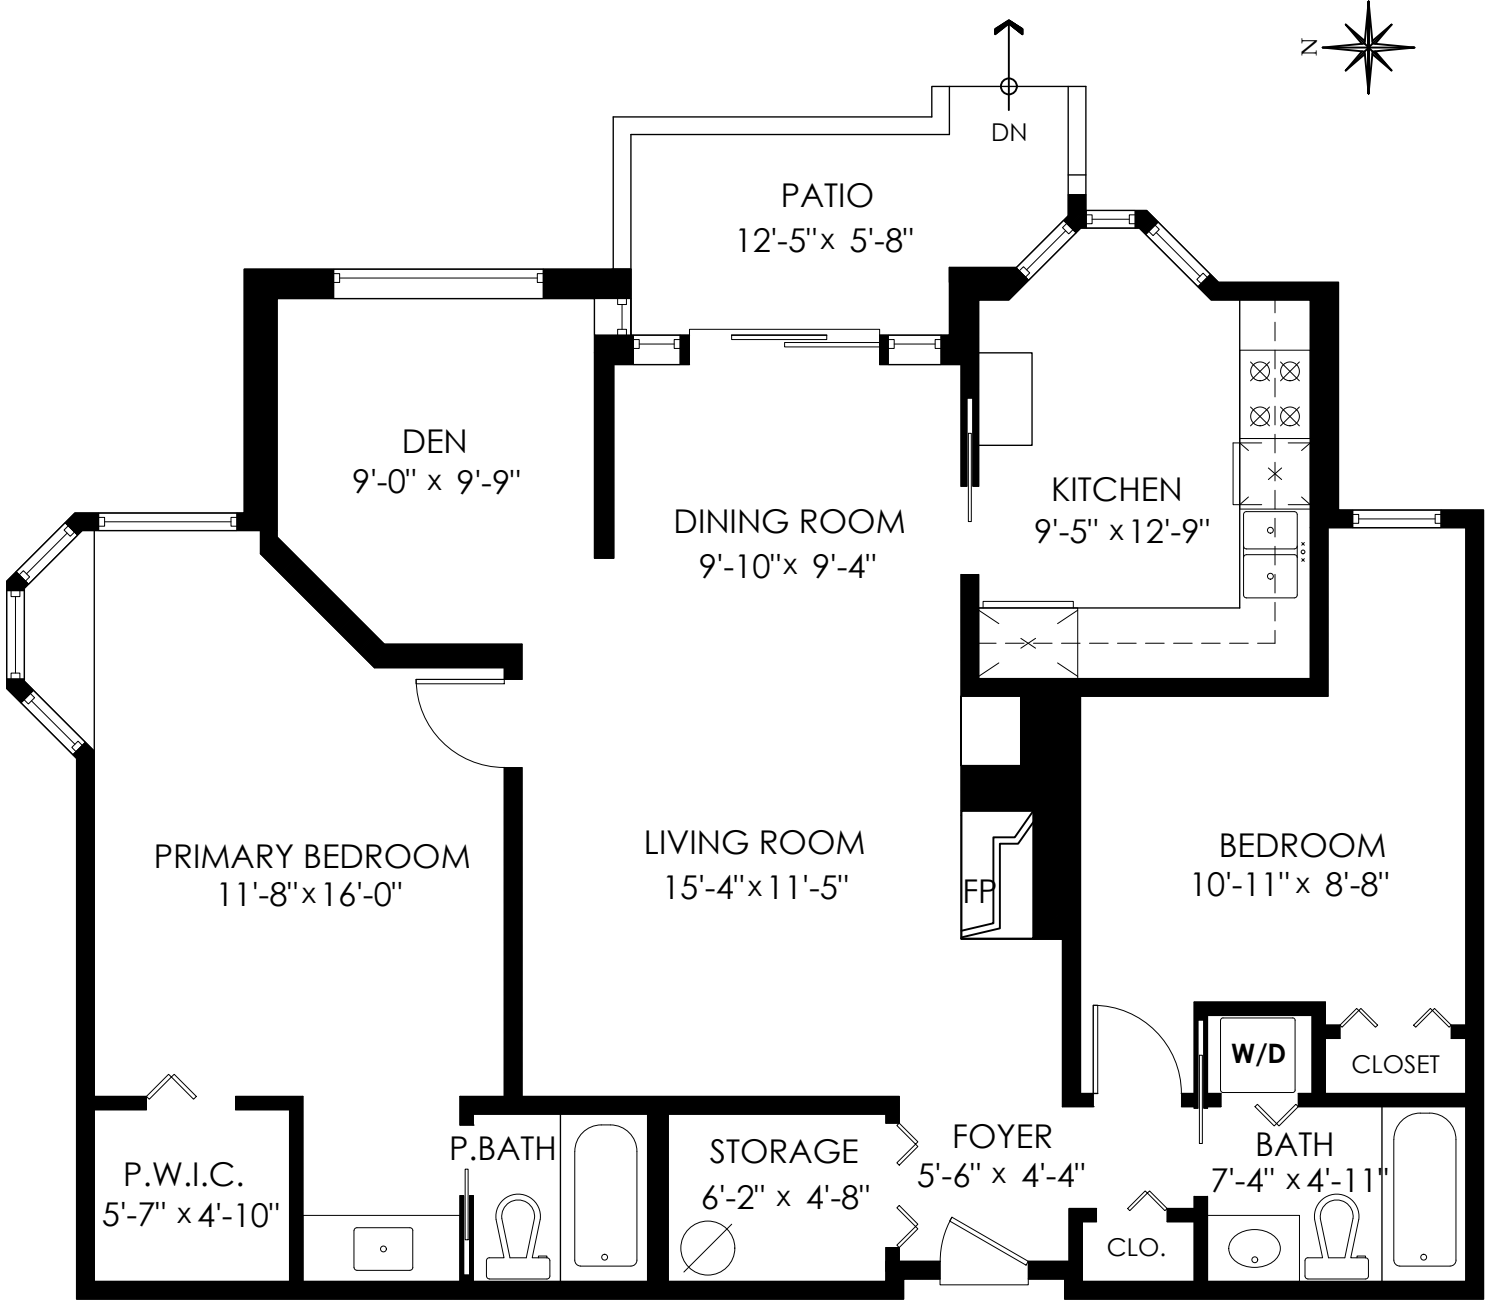 N
DN
PATIO
12'-5" x 5'-8"
DEN
9'-0" x 9'-9"
DINING ROOM
9'-10" x 9'-4"
KITCHEN
9'-5" x 12'-9"
PRIMARY BEDROOM
11'-8" x 16'-0"
LIVING ROOM
15'-4" x 11'-5"
FP
BEDROOM
10'-11" x 8'-8"
W/D
CLOSET
P.W.I.C.
5'-7" x 4'-10"
P.BATH
STORAGE
6'-2" x 4'-8"
FOYER
5'-6" x 4'-4"
CLO.
BATH
7'-4" x 4'-11"